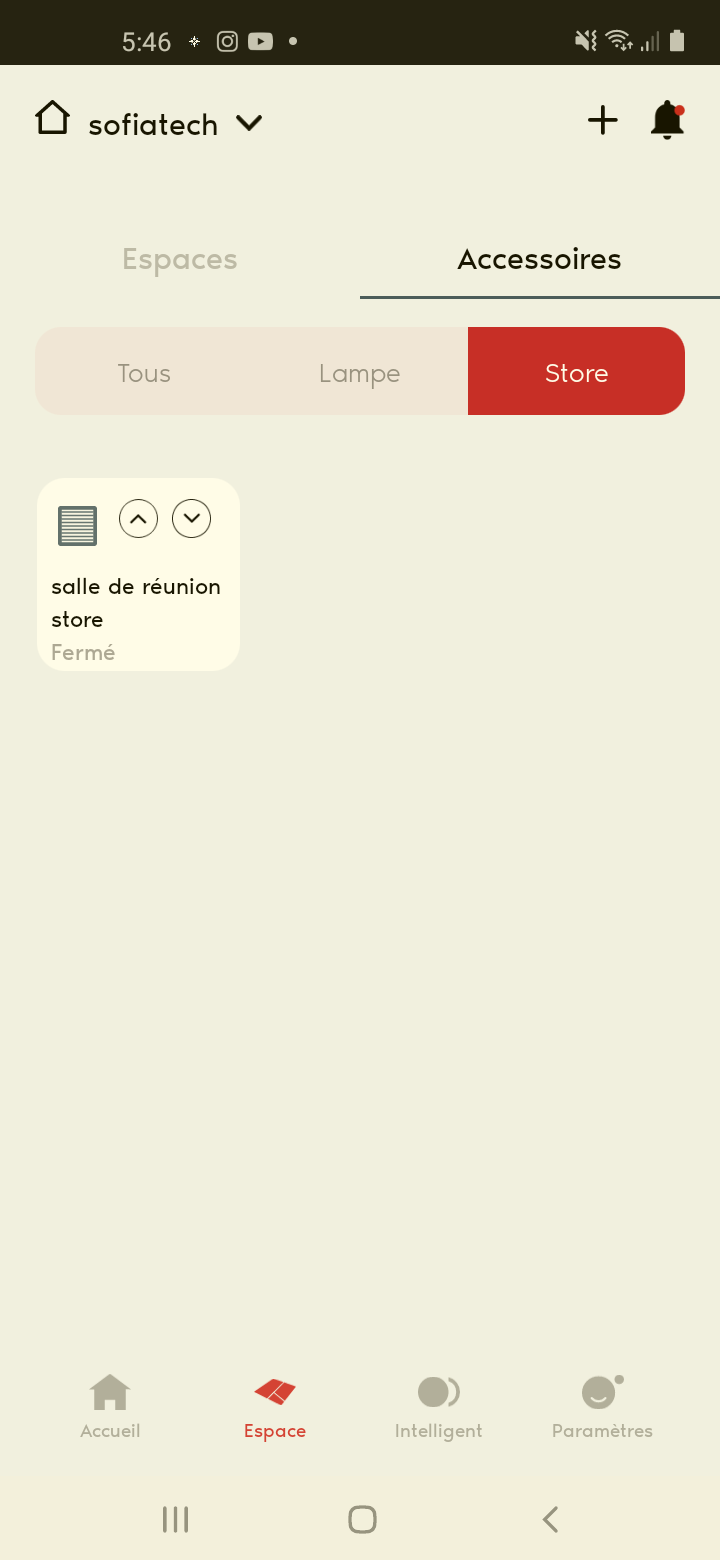 5:46
sofiatech
Espaces Accessoires
Tous Lampe Store
salle de réunion
store
Fermé
Accueil Espace Intelligent Paramètres